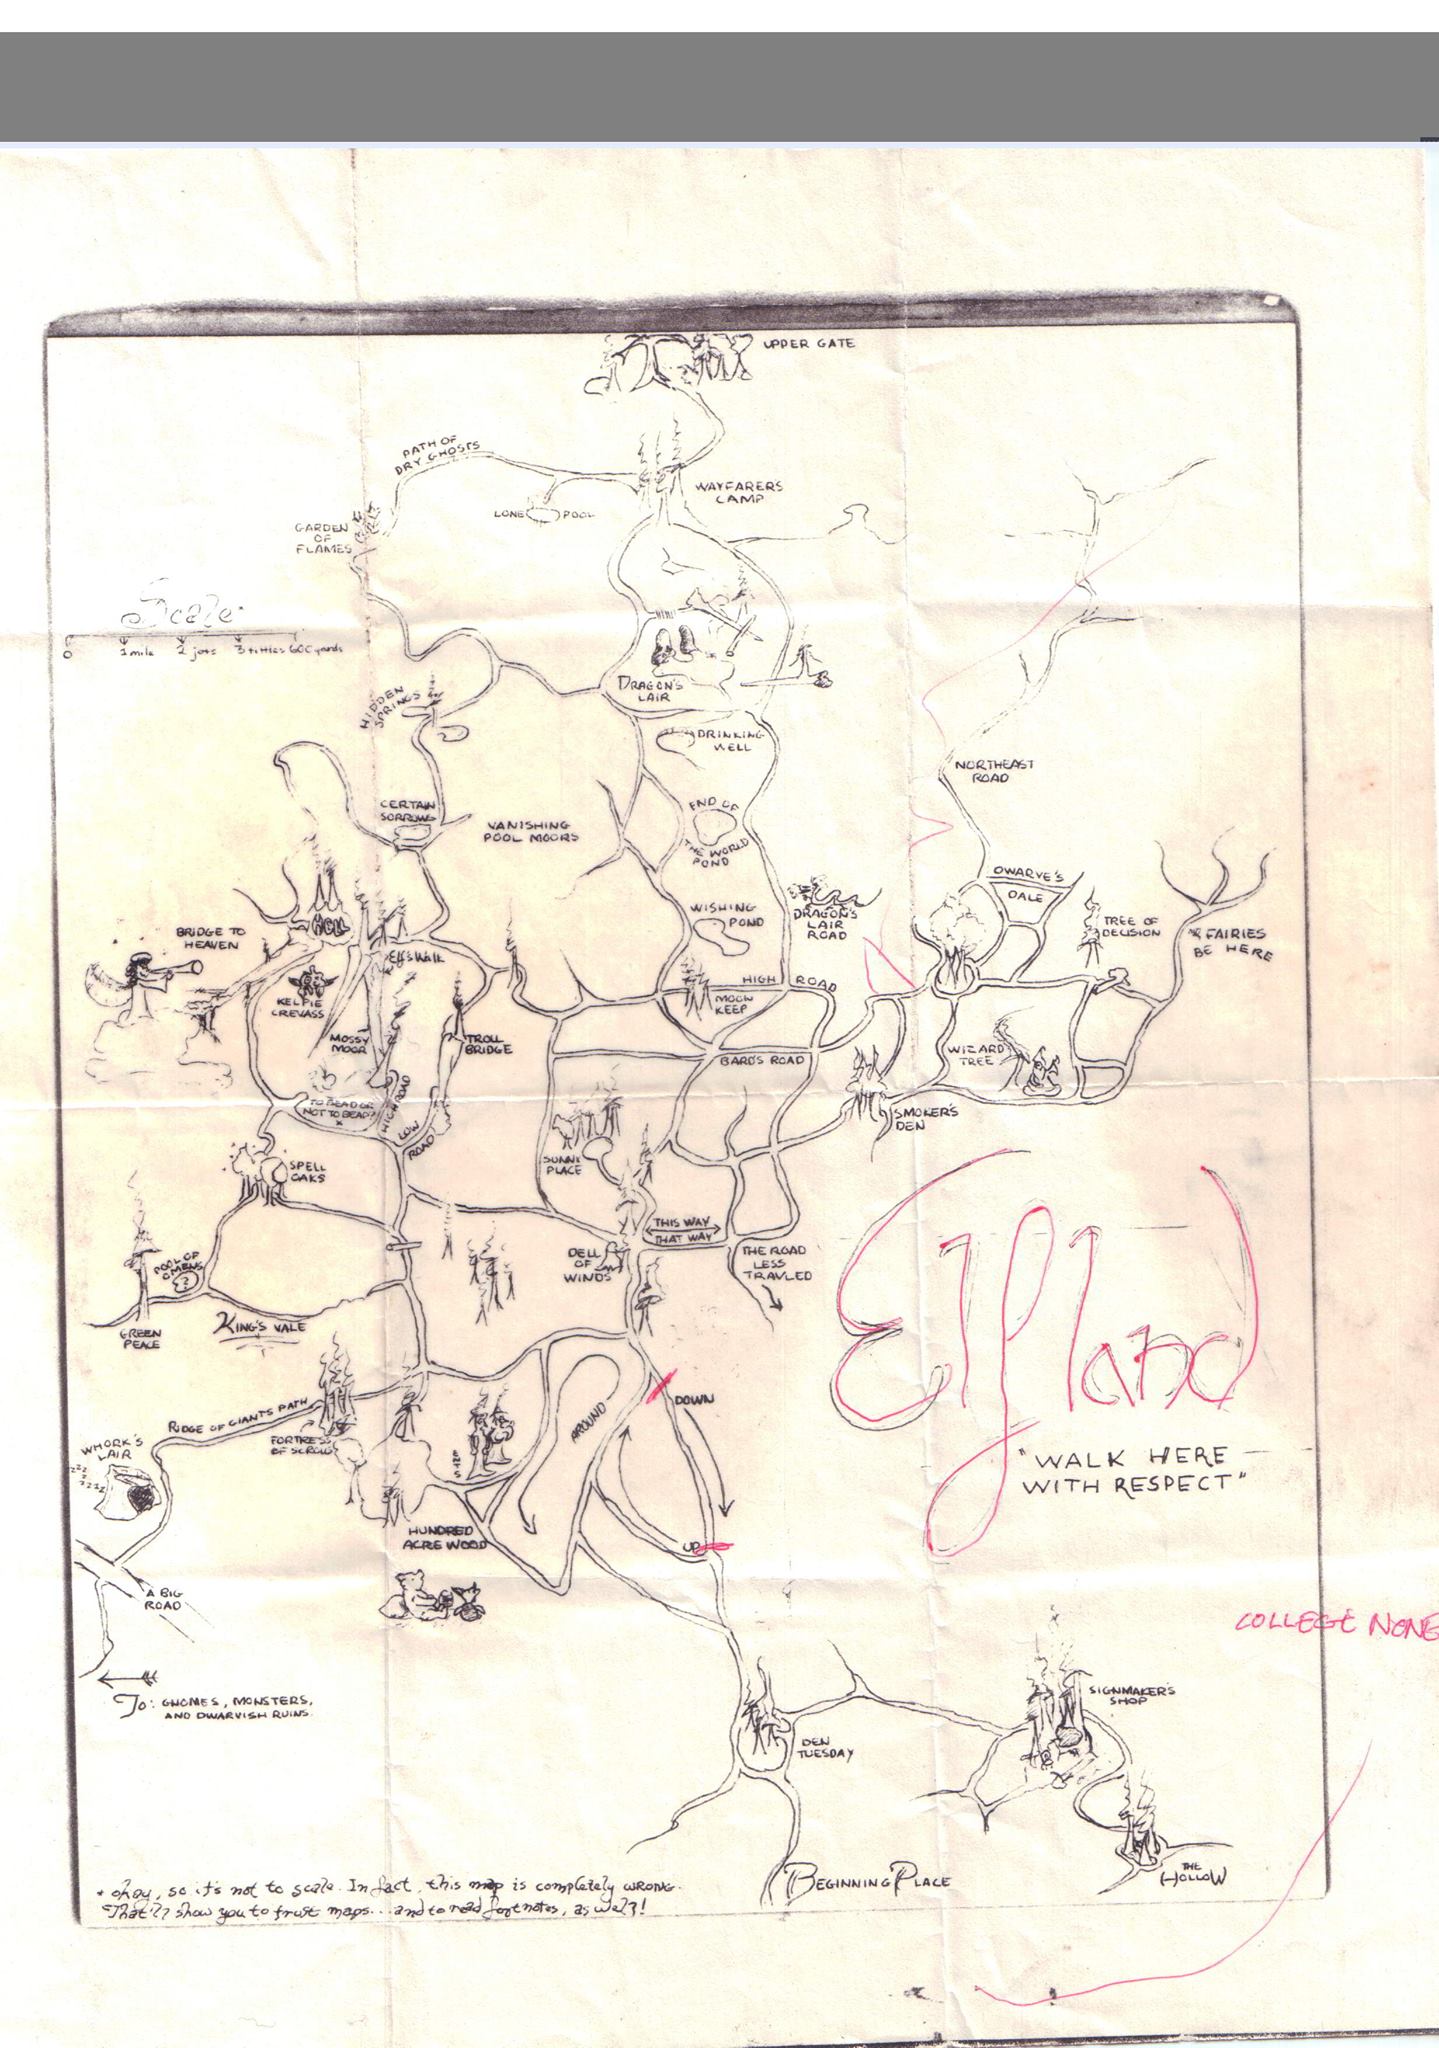 UPPER GATE
PATH OF
DRY GHOSTS
WAYFARERS
CAMP
LONE POOL
GARDEN
OF
FLAMES
Scale*
0 1 mile 2 jots 3 tittles 600 yards
DRAGON'S
LAIR
HIDDEN
SPRINGS
DRINKING
WELL
NORTHEAST
ROAD
CERTAIN
SORROWS
VANISHING
POOL MOORS
END OF
THE WORLD
POND
DWARVE'S
DALE
DRAGON'S
LAIR
ROAD
WISHING
POND
TREE OF
DECISION
FAIRIES
BE HERE
HELL
BRIDGE TO
HEAVEN
Elf's Walk
KELFIE
CREVASS
HIGH ROAD
MOON
KEEP
MOSSY
MOOR
TROLL
BRIDGE
BARD'S ROAD
WIZARD
TREE
TO BEAD OR
NOT TO BEAD?
X
HIGH ROAD
LOW
ROAD
SMOKER'S
DEN
SPELL
OAKS
SUNNY
PLACE
THIS WAY
THAT WAY
DELL
OF
WINDS
THE ROAD
LESS
TRAVLED
POOL OF
OMENS
?
GREEN
PEACE
KING'S VALE
Elfland
"WALK HERE
WITH RESPECT"
DOWN
AROUND
UP
RIDGE OF GIANTS PATH
FORTRESS
OF SCROLLS
WHORK'S
LAIR
ZZZ
ZZZZ
HUNDRED
ACRE WOOD
A BIG
ROAD
COLLEGE NONE
To: GNOMES, MONSTERS,
AND DWARVISH RUINS.
SIGNMAKER'S
SHOP
DEN
TUESDAY
THE
HOLLOW
BEGINNING PLACE
* okay, so it's not to scale. In fact, this map is completely WRONG.
That'll show you to trust maps... and to read footnotes, as well!